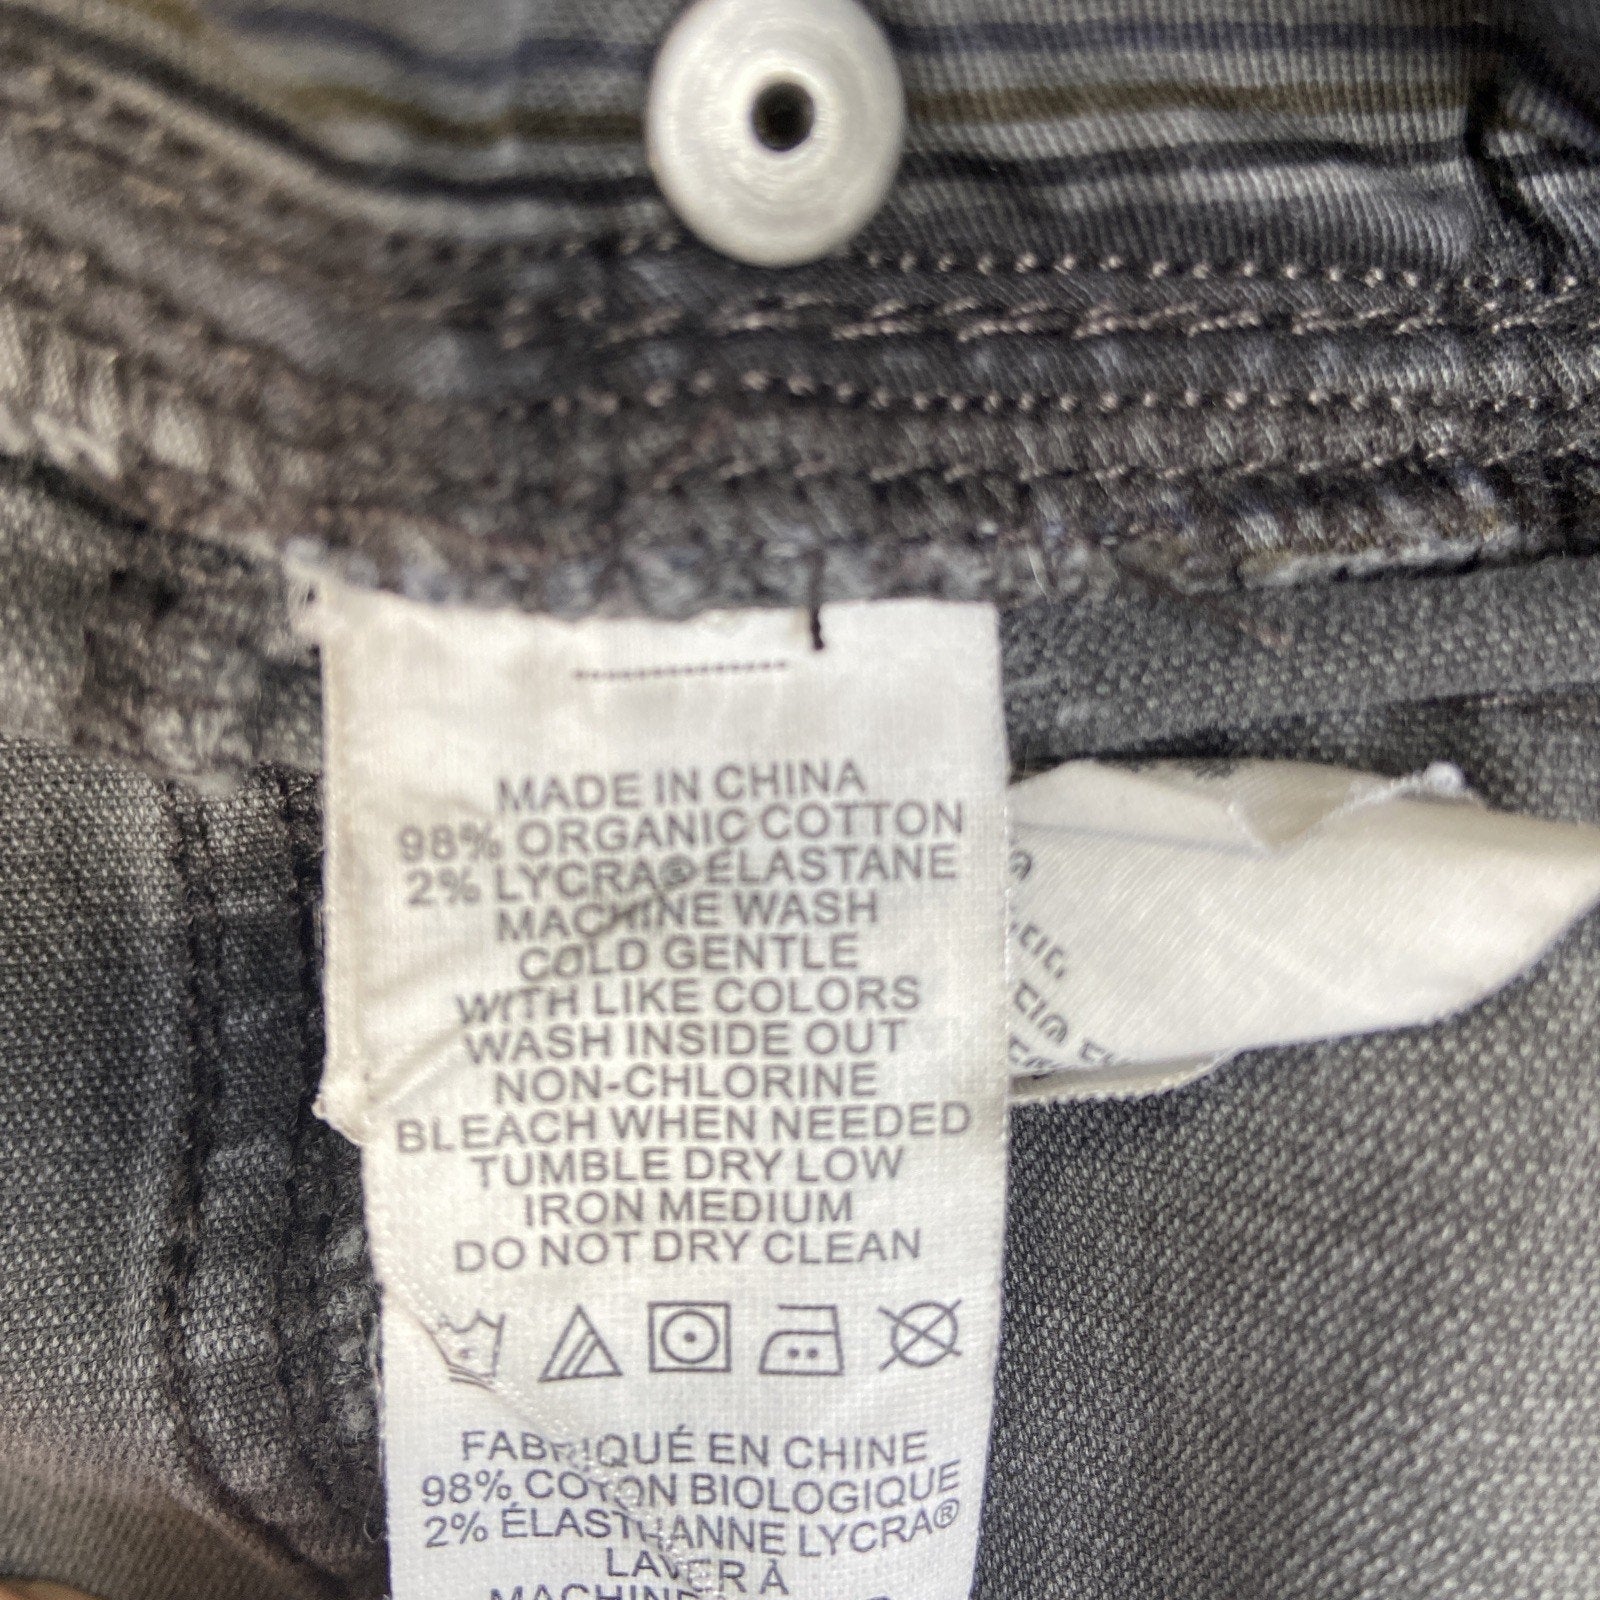 MADE IN CHINA
98% ORGANIC COTTON
2% LYCRA® ELASTANE
MACHINE WASH
COLD GENTLE
WITH LIKE COLORS
WASH INSIDE OUT
NON-CHLORINE
BLEACH WHEN NEEDED
TUMBLE DRY LOW
IRON MEDIUM
DO NOT DRY CLEAN
FABRIQUÉ EN CHINE
98% COTON BIOLOGIQUE
2% ÉLASTHANNE LYCRA®
LAVER À